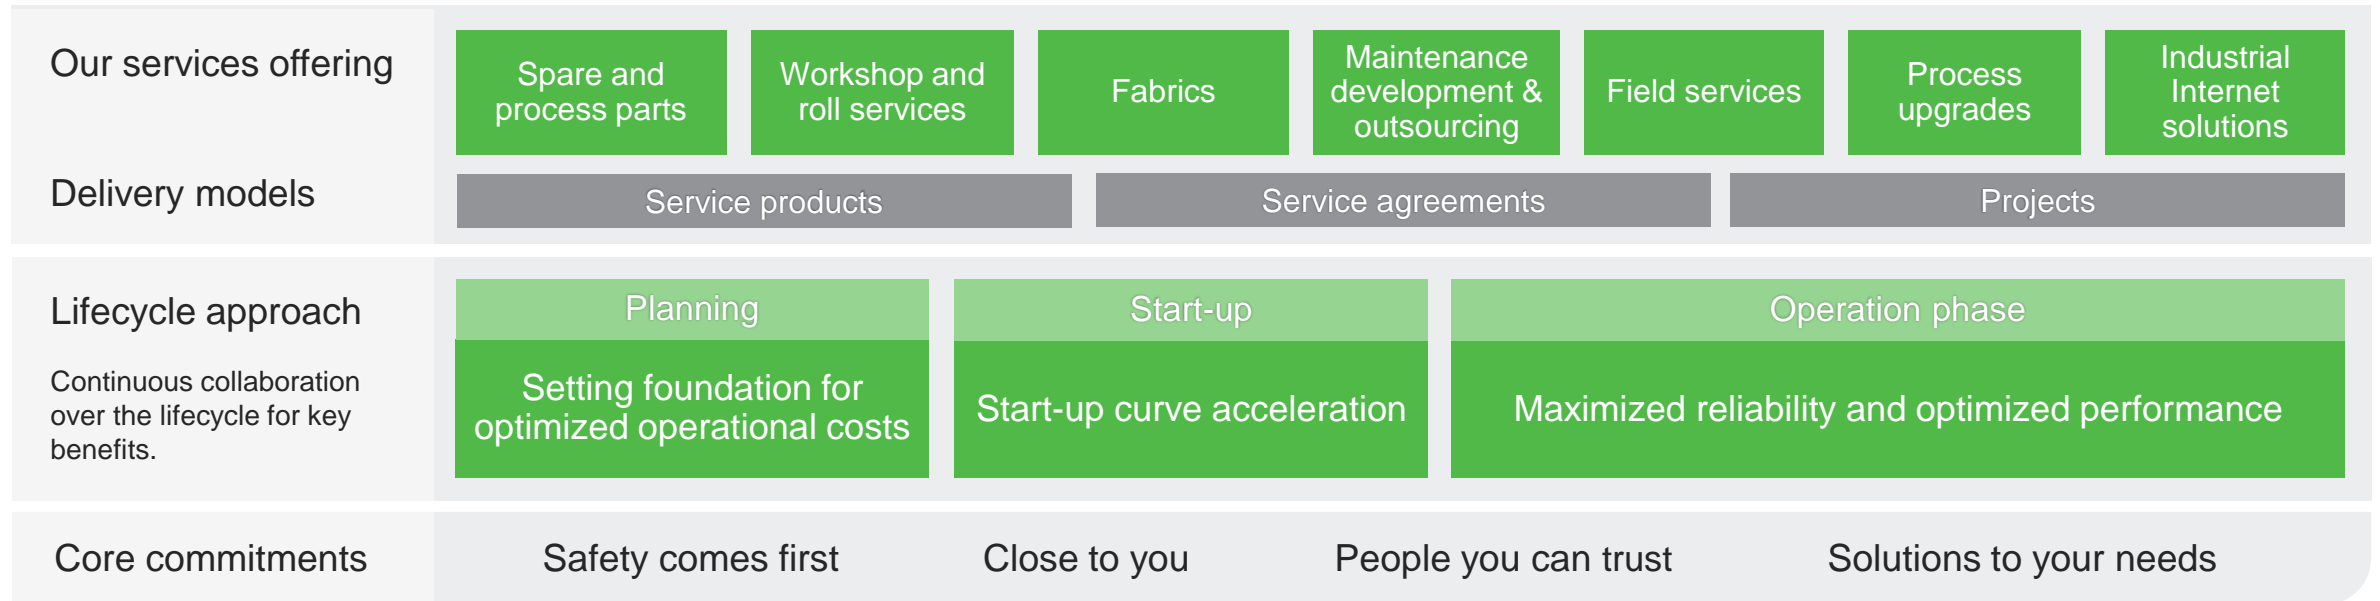 Our services offering
Spare and
process parts
Workshop and
roll services
Fabrics
Maintenance
development &
outsourcing
Field services
Process
upgrades
Industrial
Internet
solutions
Delivery models
Service products
Service agreements
Projects
Lifecycle approach
Continuous collaboration
over the lifecycle for key
benefits.
Planning
Setting foundation for
optimized operational costs
Start-up
Start-up curve acceleration
Operation phase
Maximized reliability and optimized performance
Core commitments
Safety comes first
Close to you
People you can trust
Solutions to your needs